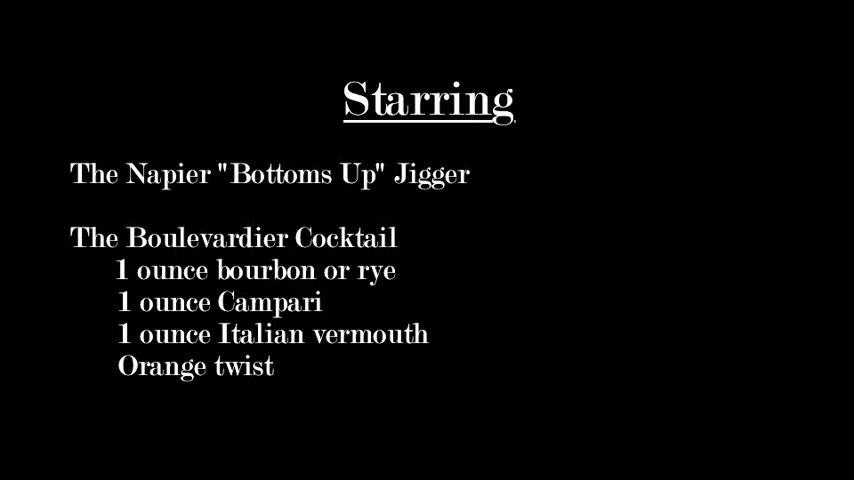 Starring
The Napier "Bottoms Up" Jigger
The Boulevardier Cocktail
1 ounce bourbon or rye
1 ounce Campari
1 ounce Italian vermouth
Orange twist